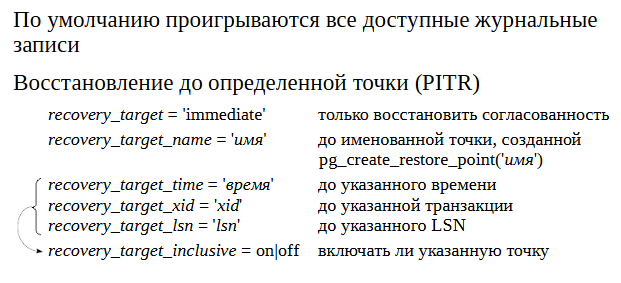 По умолчанию проигрываются все доступные журнальные
записи
Восстановление до определенной точки (PITR)
recovery_target = 'immediate' только восстановить согласованность
recovery_target_name = 'имя' до именованной точки, созданной
pg_create_restore_point('имя')
recovery_target_time = 'время' до указанного времени
recovery_target_xid = 'xid' до указанной транзакции
recovery_target_lsn = 'lsn' до указанного LSN
recovery_target_inclusive = on|off включать ли указанную точку